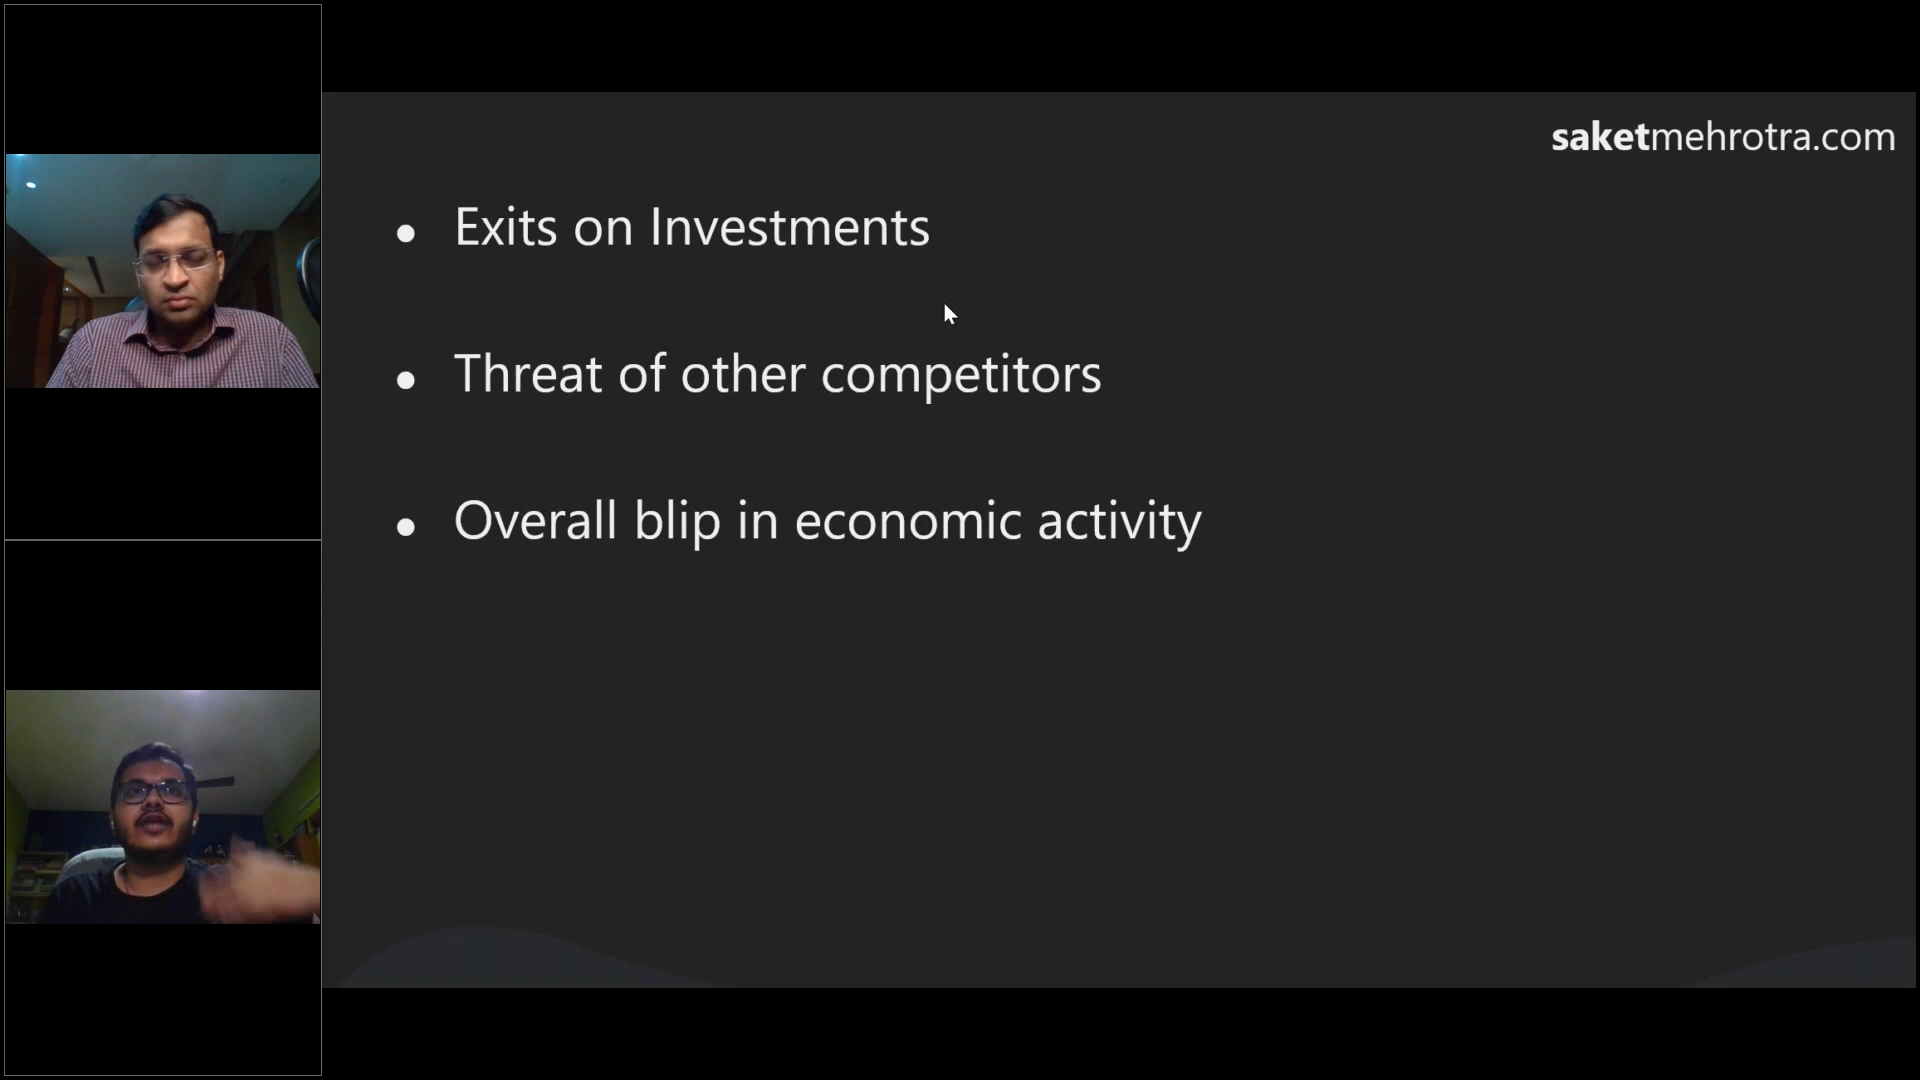 saketmehrotra.com
• Exits on Investments
• Threat of other competitors
• Overall blip in economic activity